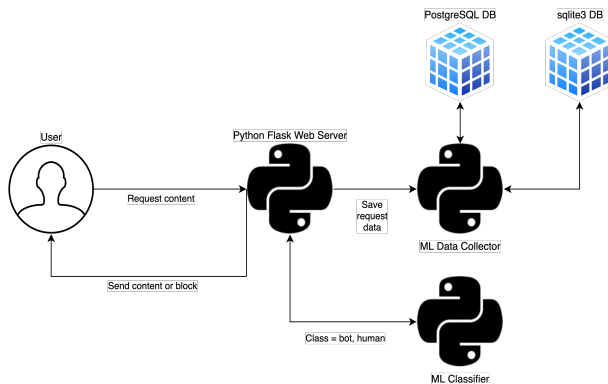 PostgreSQL DB
sqlite3 DB
User
Python Flask Web Server
Request content
Save
request
data
ML Data Collector
Send content or block
Class = bot, human
ML Classifier